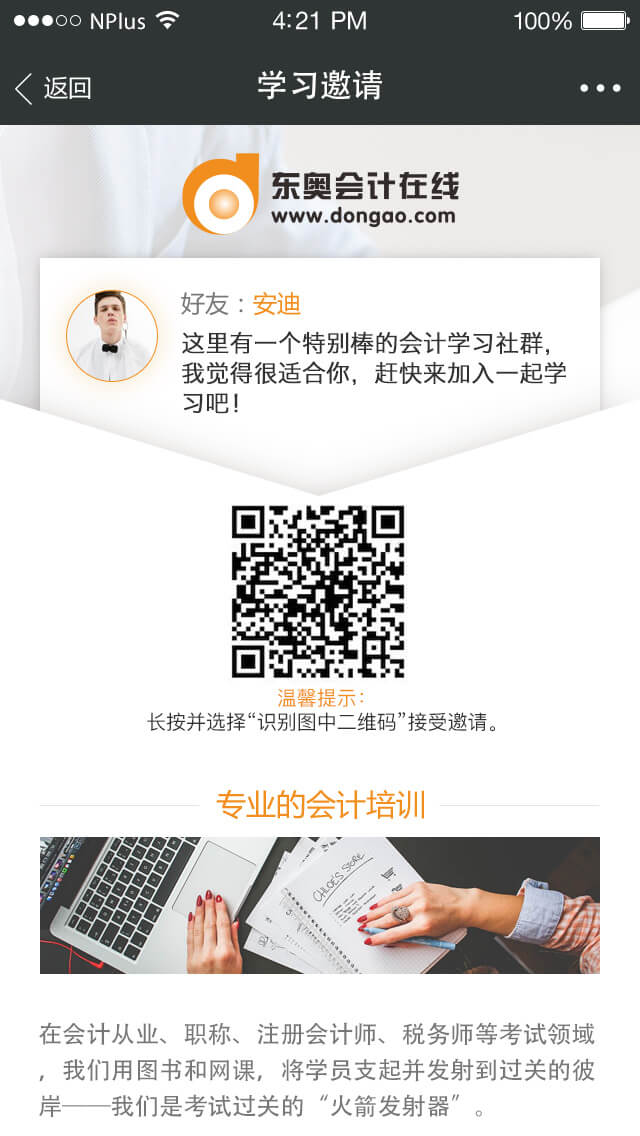 NPlus 4:21 PM 100%
返回 学习邀请
东奥会计在线
www.dongao.com
好友：安迪
这里有一个特别棒的会计学习社群，
我觉得很适合你，赶快来加入一起学
习吧！
温馨提示：
长按并选择“识别图中二维码”接受邀请。
专业的会计培训
CHLOE'S STORE
在会计从业、职称、注册会计师、税务师等考试领域
，我们用图书和网课，将学员支起并发射到过关的彼
岸——我们是考试过关的“火箭发射器”。